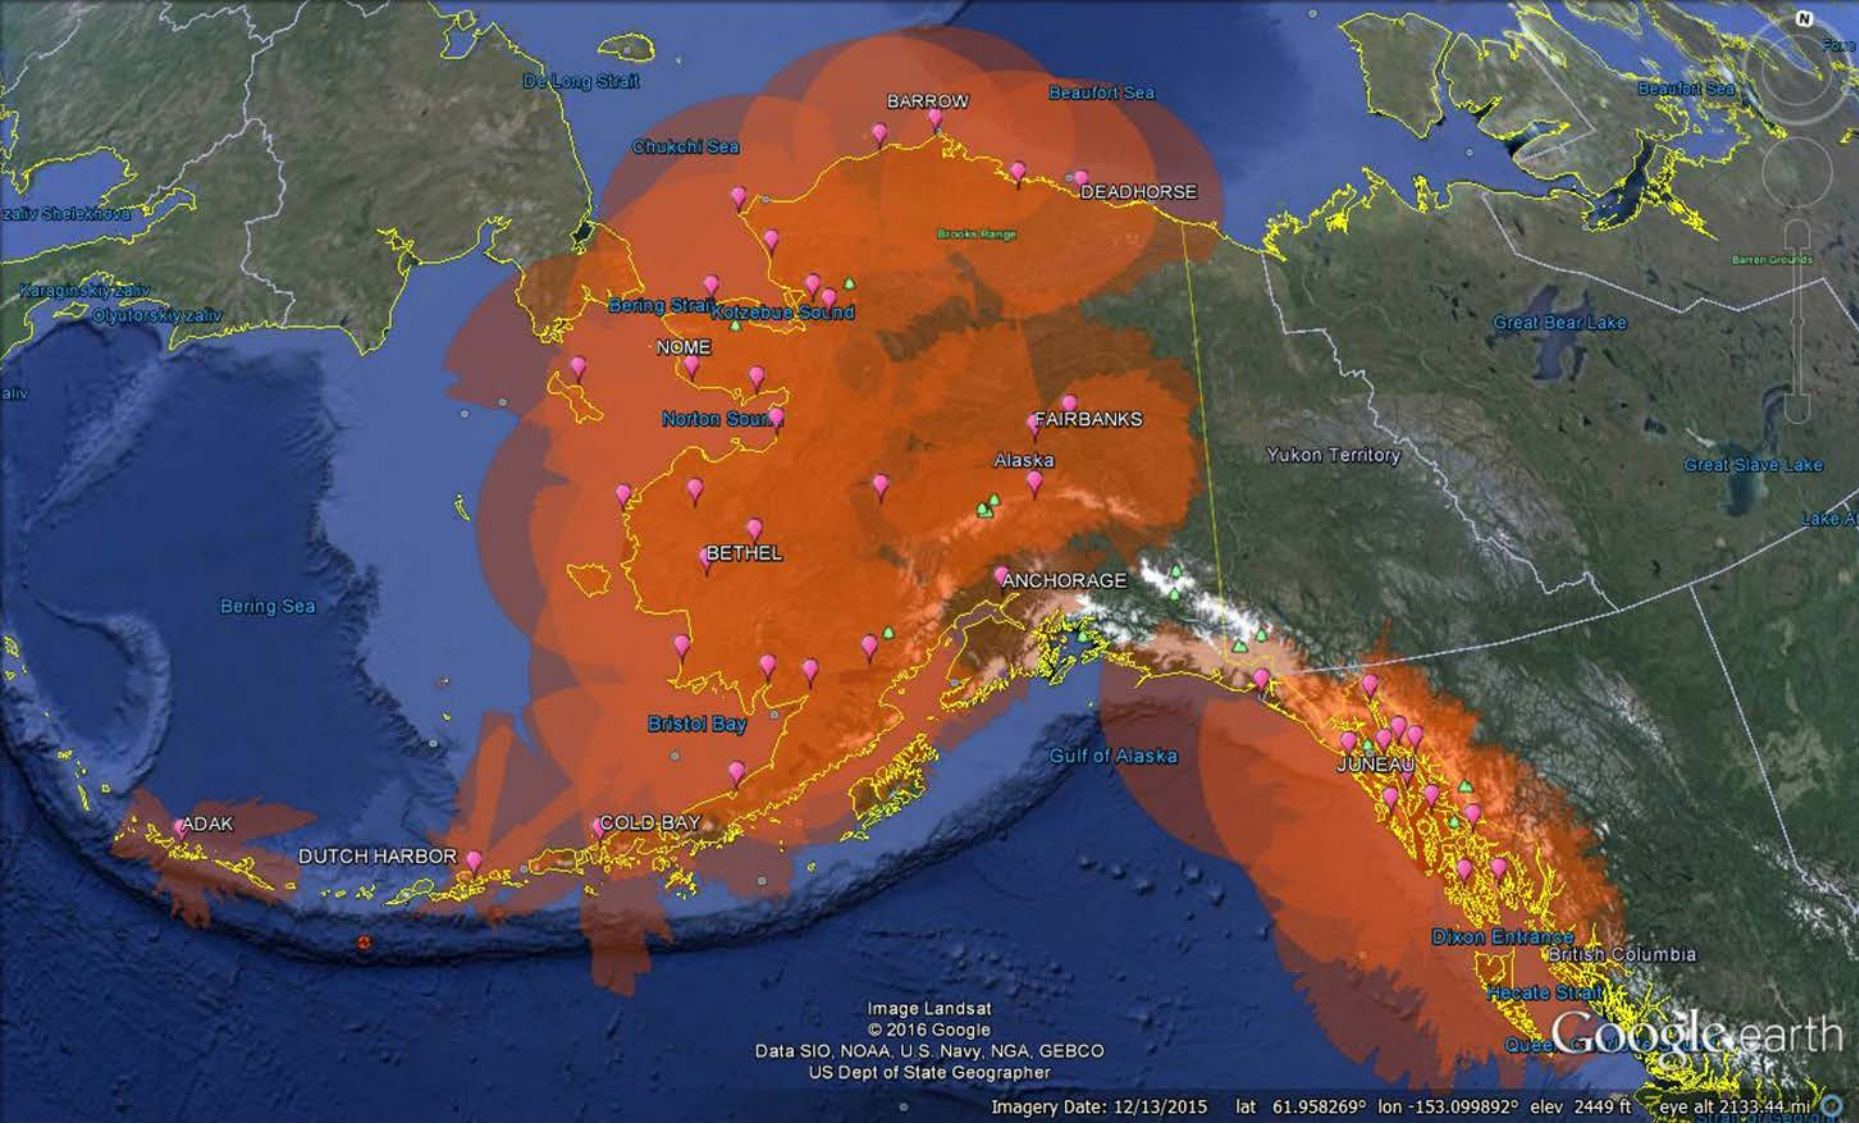 N
De Long Strait
Beaufort Sea
Beaufort Sea
BARROW
Chukchi Sea
DEADHORSE
zaliv Shelekhova
Brooks Range
Barren Grounds
Karaginskiy zaliv
Olyutorskiy zaliv
Bering Strait
Kotzebue Sound
Great Bear Lake
NOME
aliv
Norton Sound
FAIRBANKS
Alaska
Yukon Territory
Great Slave Lake
Lake A
BETHEL
ANCHORAGE
Bering Sea
Bristol Bay
Gulf of Alaska
JUNEAU
ADAK
COLD BAY
DUTCH HARBOR
Dixon Entrance
British Columbia
Hecate Strait
Image Landsat
© 2016 Google
Data SIO, NOAA, U.S. Navy, NGA, GEBCO
US Dept of State Geographer
Google earth
Imagery Date: 12/13/2015 lat 61.958269° lon -153.099892° elev 2449 ft eye alt 2133.44 mi
Strait of Georgia